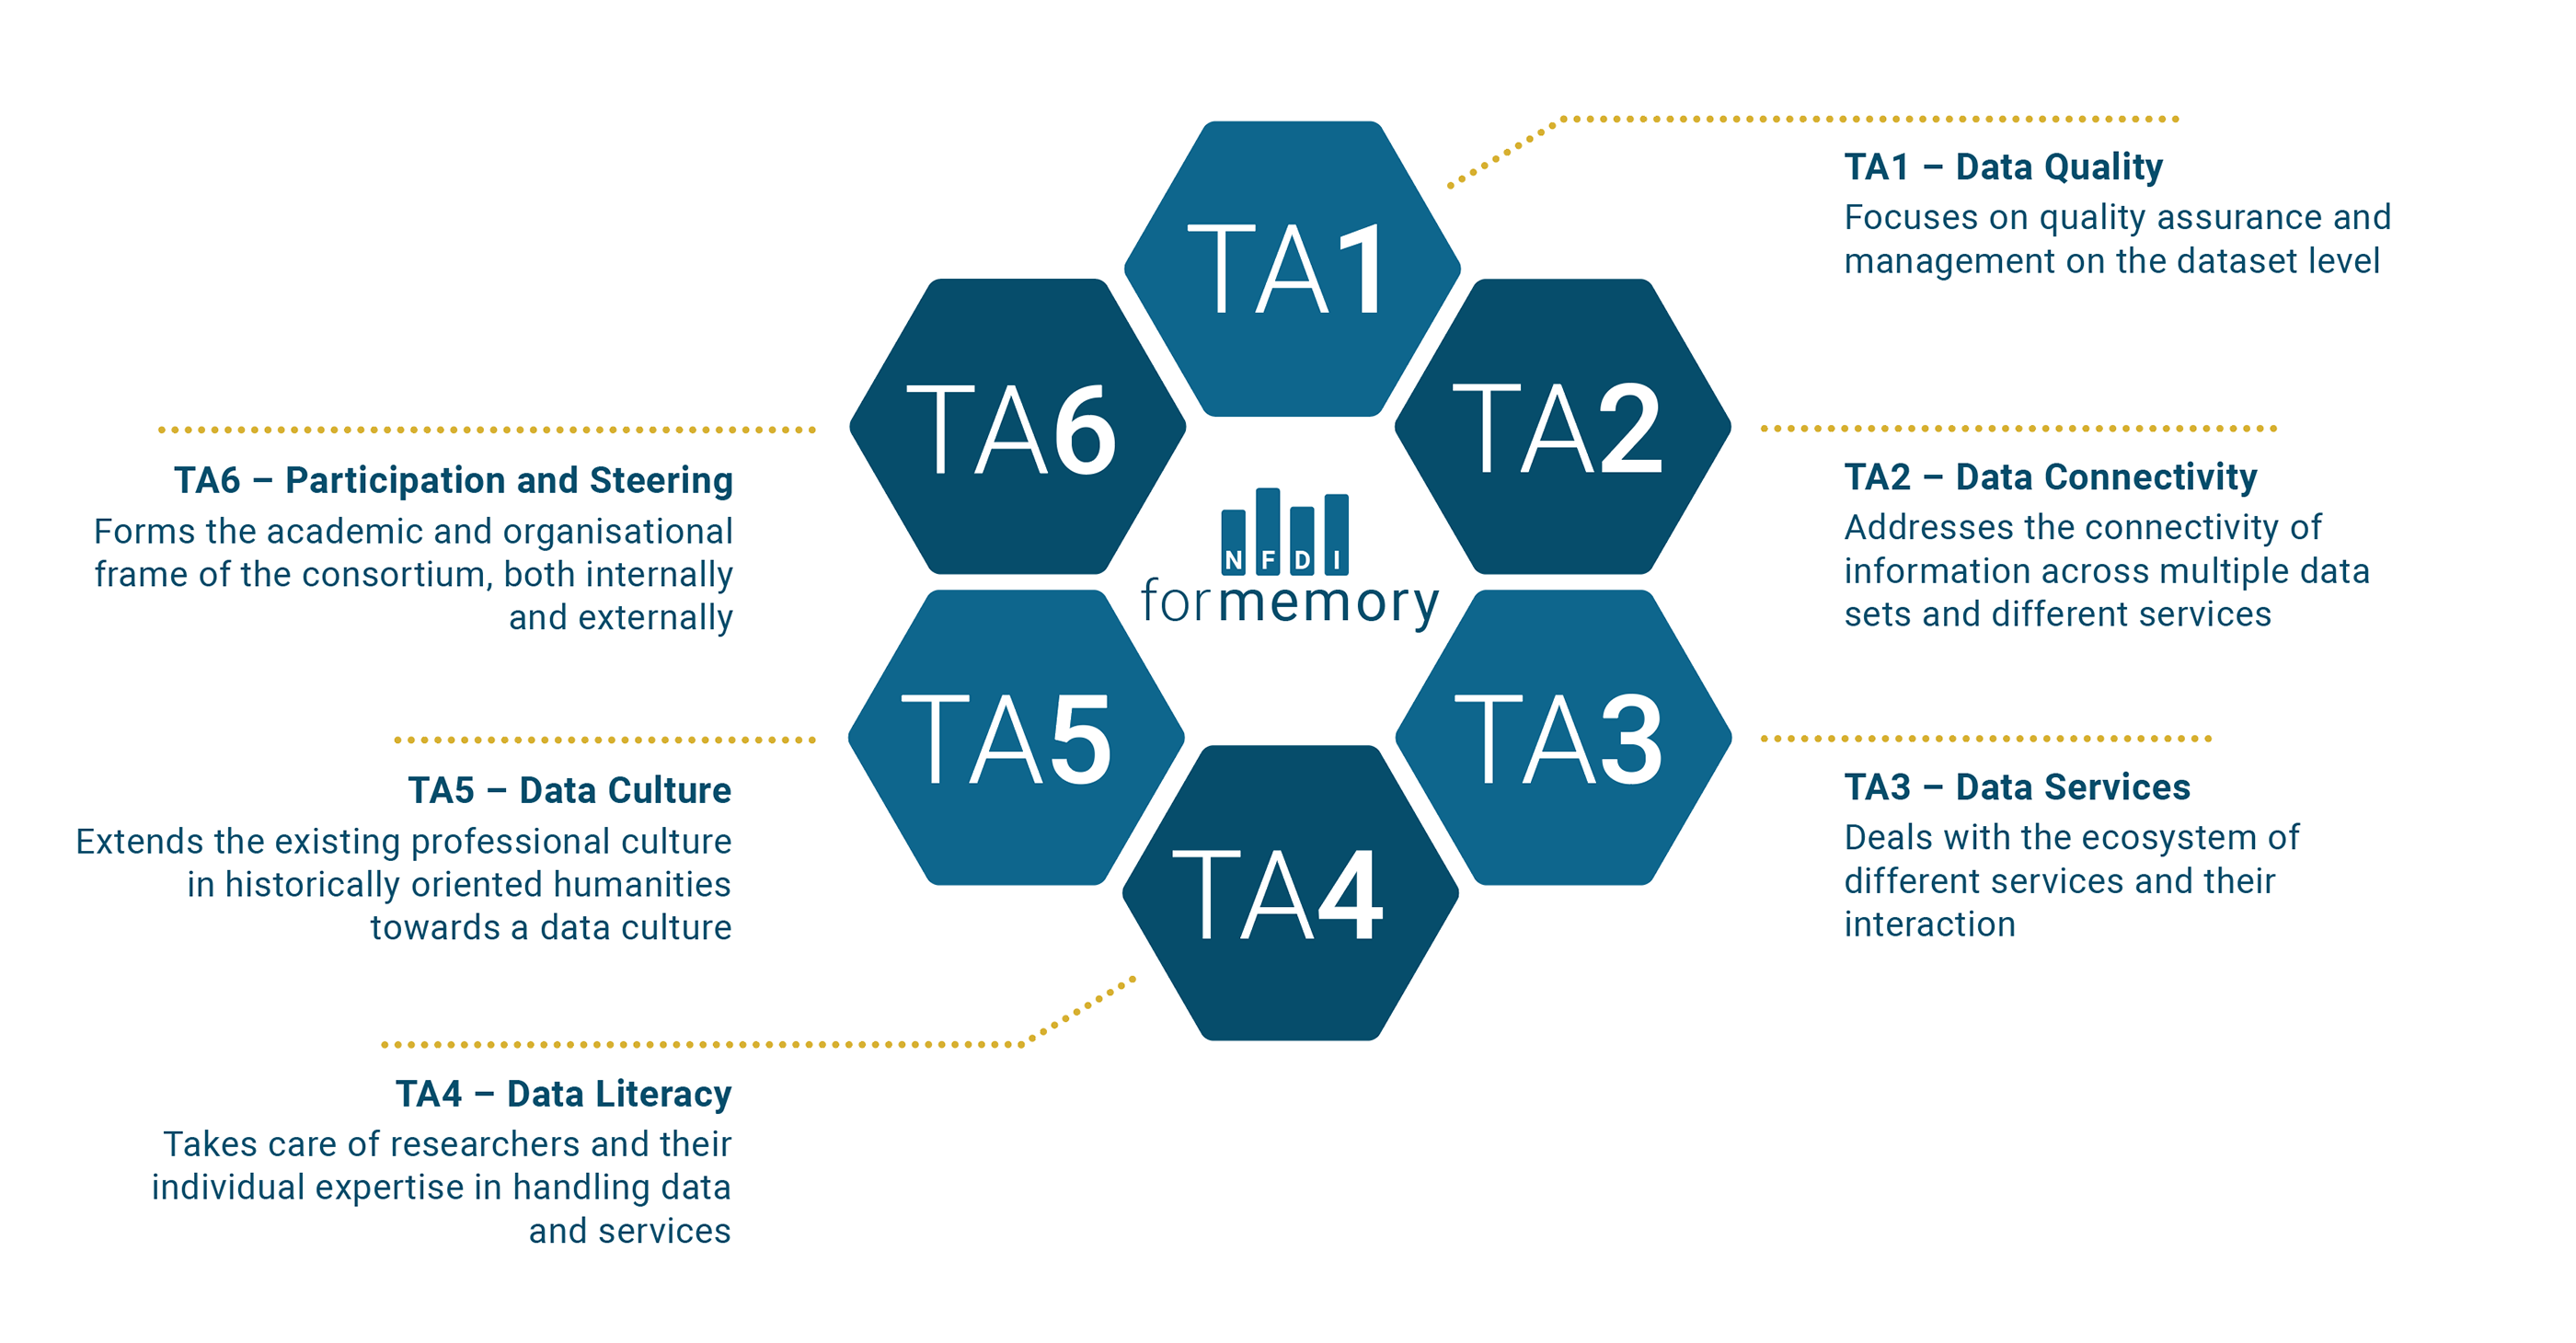 TA1
TA2
TA3
TA4
TA5
TA6
NFDI
formemory
TA1 – Data Quality
Focuses on quality assurance and
management on the dataset level
TA2 – Data Connectivity
Addresses the connectivity of
information across multiple data
sets and different services
TA3 – Data Services
Deals with the ecosystem of
different services and their
interaction
TA4 – Data Literacy
Takes care of researchers and their
individual expertise in handling data
and services
TA5 – Data Culture
Extends the existing professional culture
in historically oriented humanities
towards a data culture
TA6 – Participation and Steering
Forms the academic and organisational
frame of the consortium, both internally
and externally